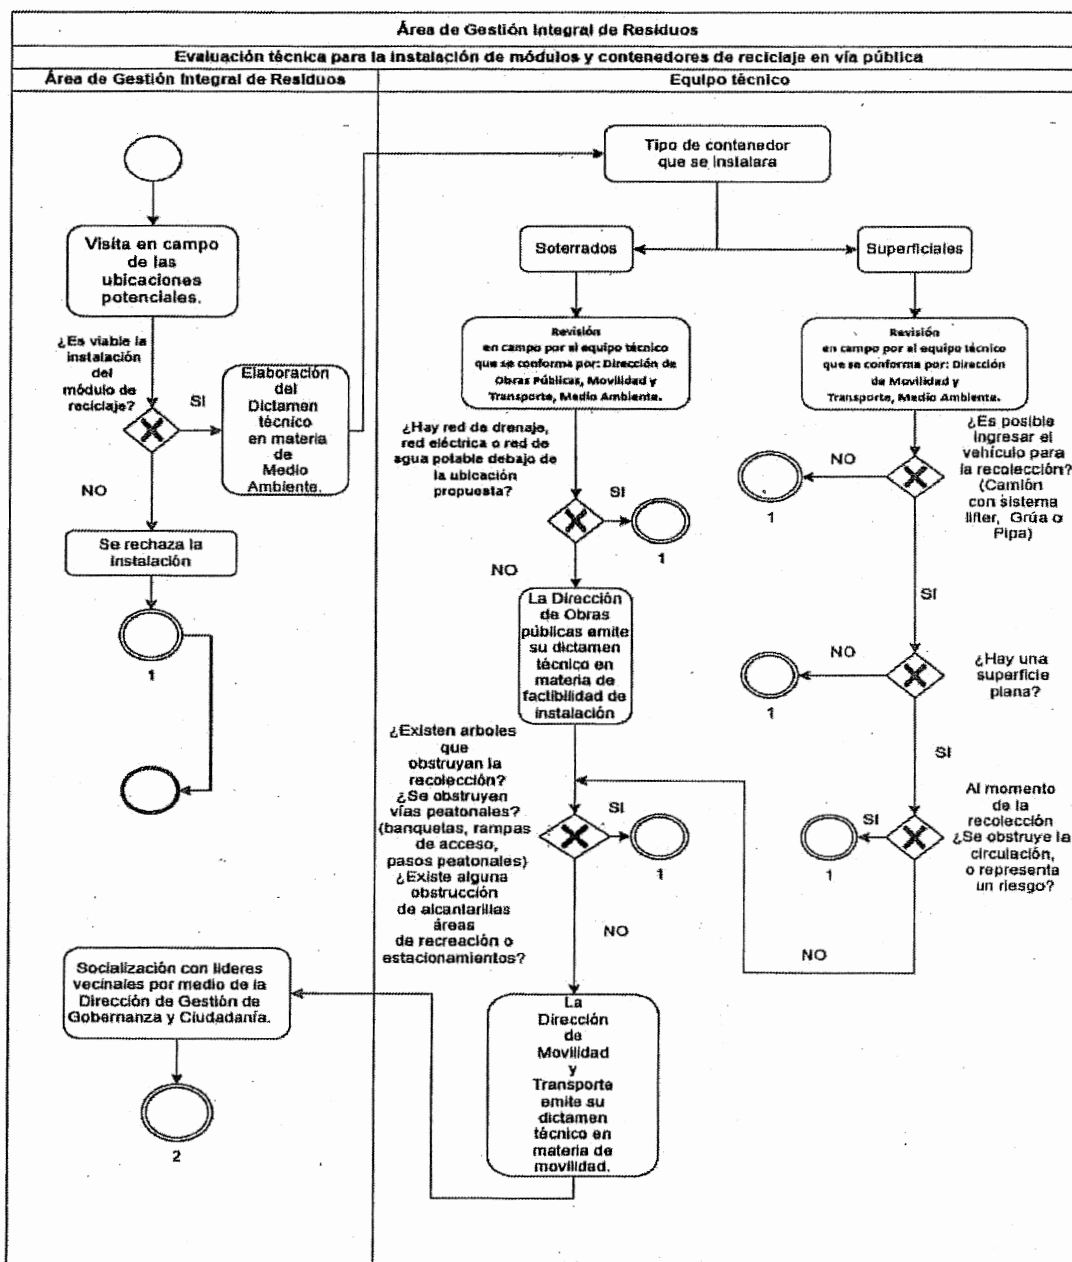 Área de Gestión Integral de Residuos
Evaluación técnica para la instalación de módulos y contenedores de reciclaje en vía pública
Área de Gestión Integral de Residuos
Equipo técnico
Visita en campo
de las
ubicaciones
potenciales.
¿Es viable la
instalación
del
módulo de
reciclaje?
SI
NO
Elaboración
del
Dictamen
técnico
en materia
de
Medio
Ambiente.
Se rechaza la
instalación
1
Tipo de contenedor
que se instalara
Soterrados
Superficiales
Revisión
en campo por el equipo técnico
que se conforma por: Dirección de
Obras Públicas, Movilidad y
Transporte, Medio Ambiente.
¿Hay red de drenaje,
red eléctrica o red de
agua potable debajo de
la ubicación
propuesta?
SI
1
NO
La Dirección
de Obras
públicas emite
su dictamen
técnico en
materia de
factibilidad de
instalación
¿Existen arboles
que
obstruyan la
recolección?
¿Se obstruyen
vías peatonales?
(banquetas, rampas
de acceso,
pasos peatonales)
¿Existe alguna
obstrucción
de alcantarillas
áreas
de recreación o
estacionamientos?
SI
1
NO
La
Dirección
de
Movilidad
y
Transporte
emite su
dictamen
técnico en
materia de
movilidad.
Revisión
en campo por el equipo técnico
que se conforma por: Dirección
de Movilidad y
Transporte, Medio Ambiente.
¿Es posible
ingresar el
vehículo para
la recolección?
(Camión
con sistema
lifter, Grúa o
Pipa)
NO
1
SI
¿Hay una
superficie
plana?
NO
1
SI
Al momento
de la
recolección
¿Se obstruye la
circulación,
o representa
un riesgo?
SI
1
NO
Socialización con lideres
vecinales por medio de la
Dirección de Gestión de
Gobernanza y Ciudadanía.
2